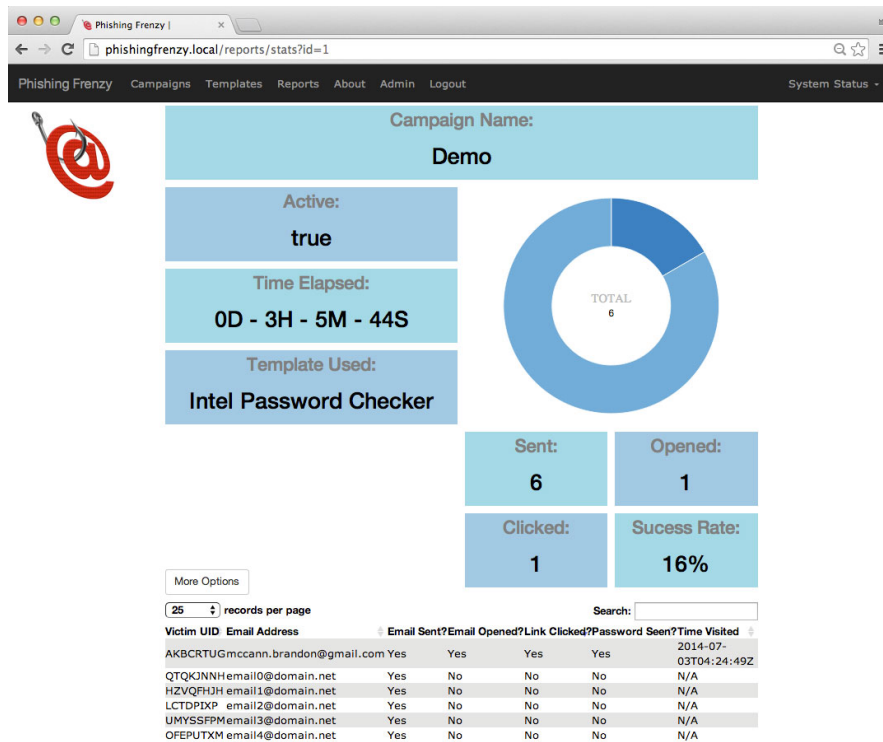 Phishing Frenzy |
phishingfrenzy.local/reports/stats?id=1
Phishing Frenzy Campaigns Templates Reports About Admin Logout System Status
Campaign Name:
Demo
Active:
true
Time Elapsed:
0D - 3H - 5M - 44S
Template Used:
Intel Password Checker
TOTAL
6
Sent:
6
Opened:
1
Clicked:
1
Sucess Rate:
16%
More Options
25 records per page Search:
Victim UID Email Address Email Sent? Email Opened? Link Clicked? Password Seen? Time Visited
AKBCRTUG mccann.brandon@gmail.com Yes Yes Yes Yes 2014-07-
03T04:24:49Z
QTQKJNNH email0@domain.net Yes No No No N/A
HZVQFHJH email1@domain.net Yes No No No N/A
LCTDPIXP email2@domain.net Yes No No No N/A
UMYSSFPM email3@domain.net Yes No No No N/A
OFEPUTXM email4@domain.net Yes No No No N/A